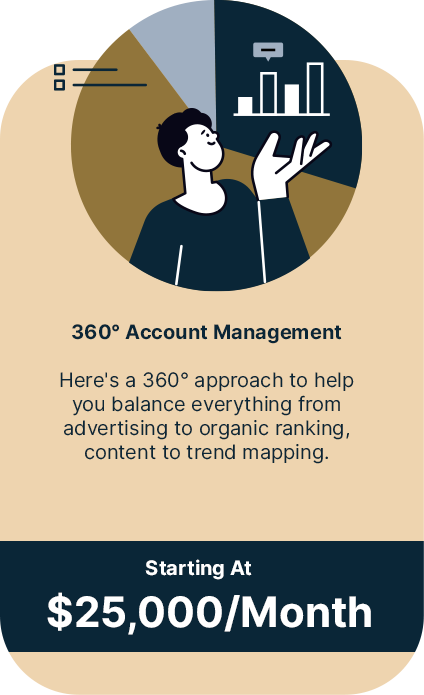 360° Account Management
Here's a 360° approach to help
you balance everything from
advertising to organic ranking,
content to trend mapping.
Starting At
$25,000/Month